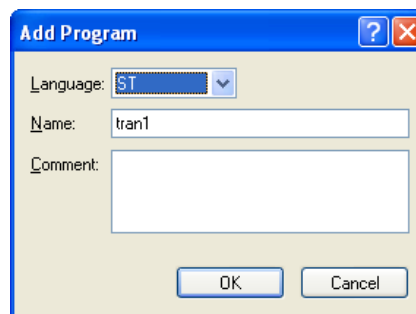 Add Program
Language: ST
Name: tran1
Comment:
OK Cancel